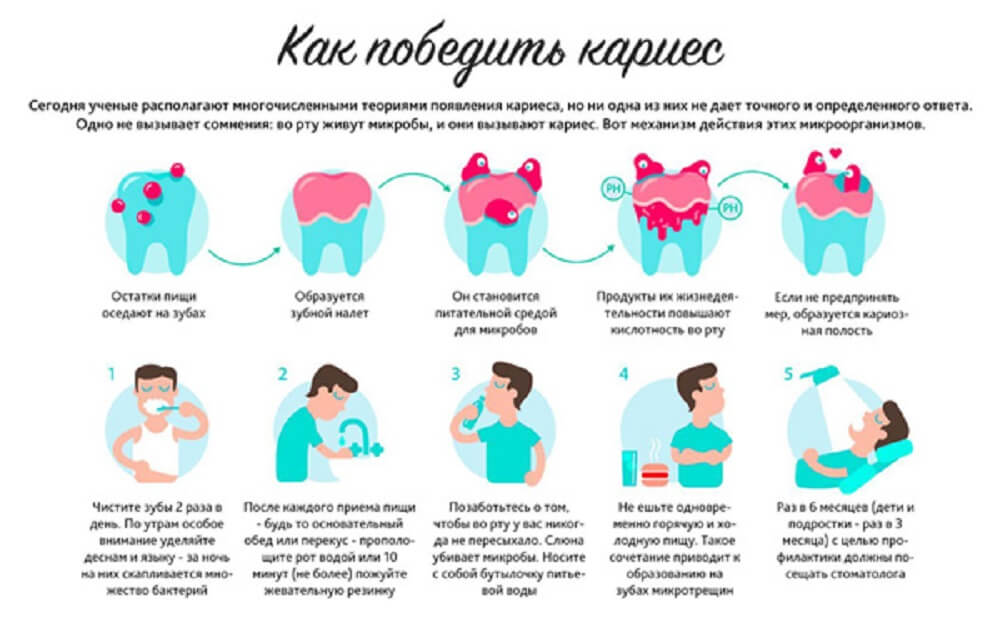 Как победить кариес
Сегодня ученые располагают многочисленными теориями появления кариеса, но ни одна из них не дает точного и определенного ответа.
Одно не вызывает сомнения: во рту живут микробы, и они вызывают кариес. Вот механизм действия этих микроорганизмов.
PH
PH
Остатки пищи
оседают на зубах
Образуется
зубной налет
Он становится
питательной средой
для микробов
Продукты их жизнедея-
тельности повышают
кислотность во рту
Если не предпринять
мер, образуется кариоз-
ная полость
1
Чистите зубы 2 раза в
день. По утрам особое
внимание уделяйте
деснам и языку - за ночь
на них скапливается мно-
жество бактерий
2
После каждого приема пищи
- будь то основательный
обед или перекус - прополо-
щите рот водой или 10
минут (не более) пожуйте
жевательную резинку
3
Позаботьтесь о том,
чтобы во рту у вас никог-
да не пересыхало. Слюна
убивает микробы. Носите
с собой бутылочку питье-
вой воды
4
Не ешьте одновре-
менно горячую и хо-
лодную пищу. Такое
сочетание приводит к
образованию на
зубах микротрещин
5
Раз в 6 месяцев (дети и
подростки - раз в 3
месяца) с целью про-
филактики должны по-
сещать стоматолога